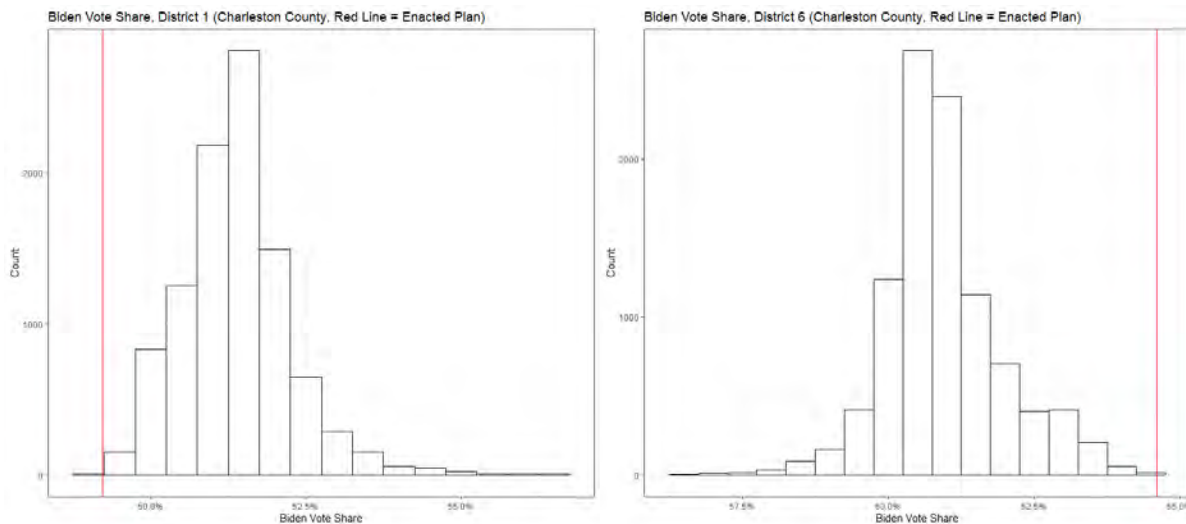 Biden Vote Share, District 1 (Charleston County, Red Line = Enacted Plan)
2000
1000
0
Count
50.0%
52.5%
55.0%
Biden Vote Share
Biden Vote Share, District 6 (Charleston County, Red Line = Enacted Plan)
2000
1000
0
Count
57.5%
60.0%
62.5%
65.0%
Biden Vote Share